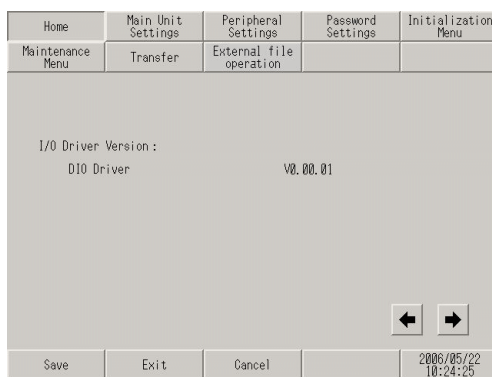 Home
Main Unit
Settings
Peripheral
Settings
Password
Settings
Initialization
Menu
Maintenance
Menu
Transfer
External file
operation
I/O Driver Version :
DIO Driver V0.00.01
Save
Exit
Cancel
2006/05/22
10:24:25